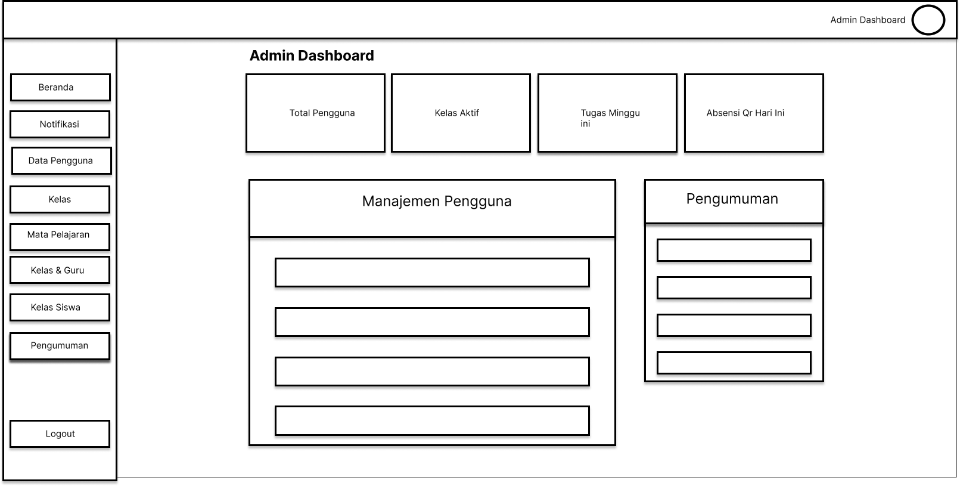 Admin Dashboard
Admin Dashboard
Beranda
Notifikasi
Data Pengguna
Kelas
Mata Pelajaran
Kelas & Guru
Kelas Siswa
Pengumuman
Logout
Total Pengguna
Kelas Aktif
Tugas Minggu
ini
Absensi Qr Hari Ini
Manajemen Pengguna
Pengumuman